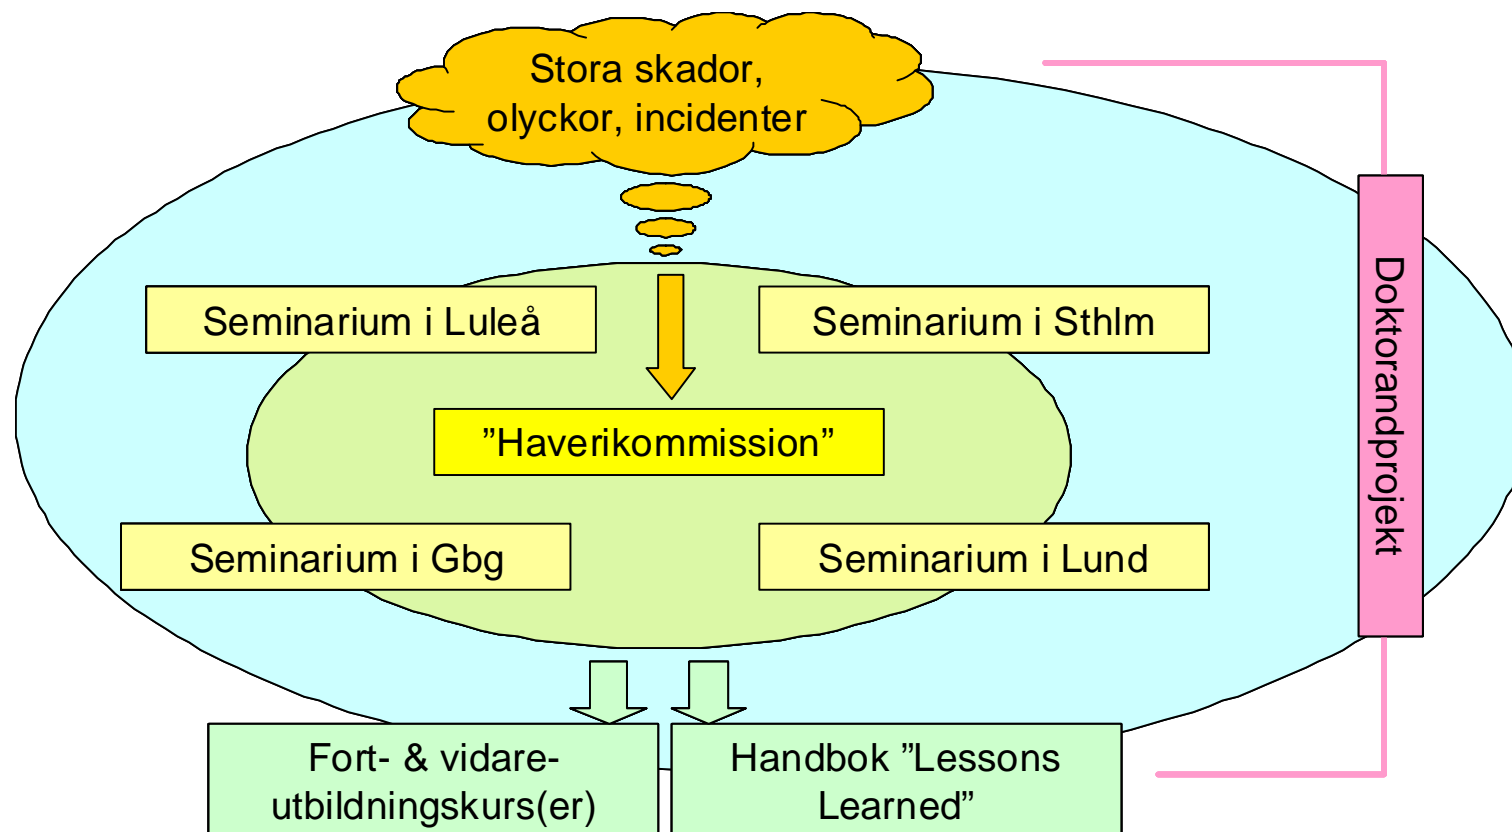 Stora skador,
olyckor, incidenter
Seminarium i Luleå
Seminarium i Sthlm
”Haverikommission”
Seminarium i Gbg
Seminarium i Lund
Doktorandprojekt
Fort- & vidare-
utbildningskurs(er)
Handbok ”Lessons
Learned”